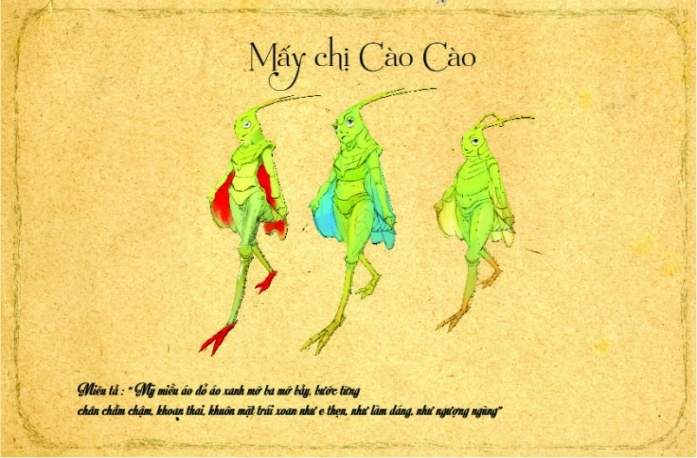 Mấy chị Cào Cào
Miêu tả : " Mỹ miều áo đỏ áo xanh mớ ba mớ bảy, bước từng
chân chầm chậm, khoan thai, khuôn mặt trái xoan như e thẹn, như làm dáng, như ngượng ngùng"